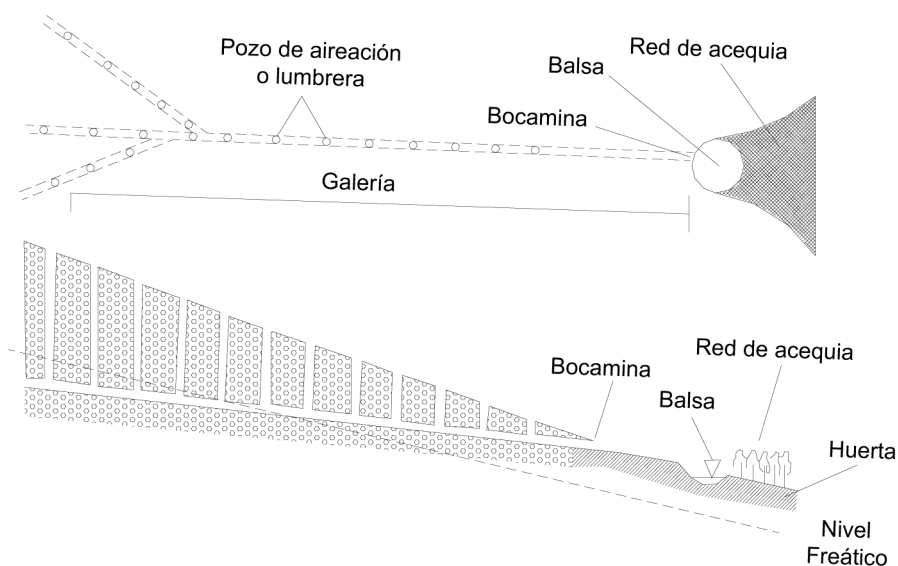 Pozo de aireación
o lumbrera
Red de acequia
Balsa
Bocamina
Galería
Bocamina
Red de acequia
Balsa
Huerta
Nivel
Freático